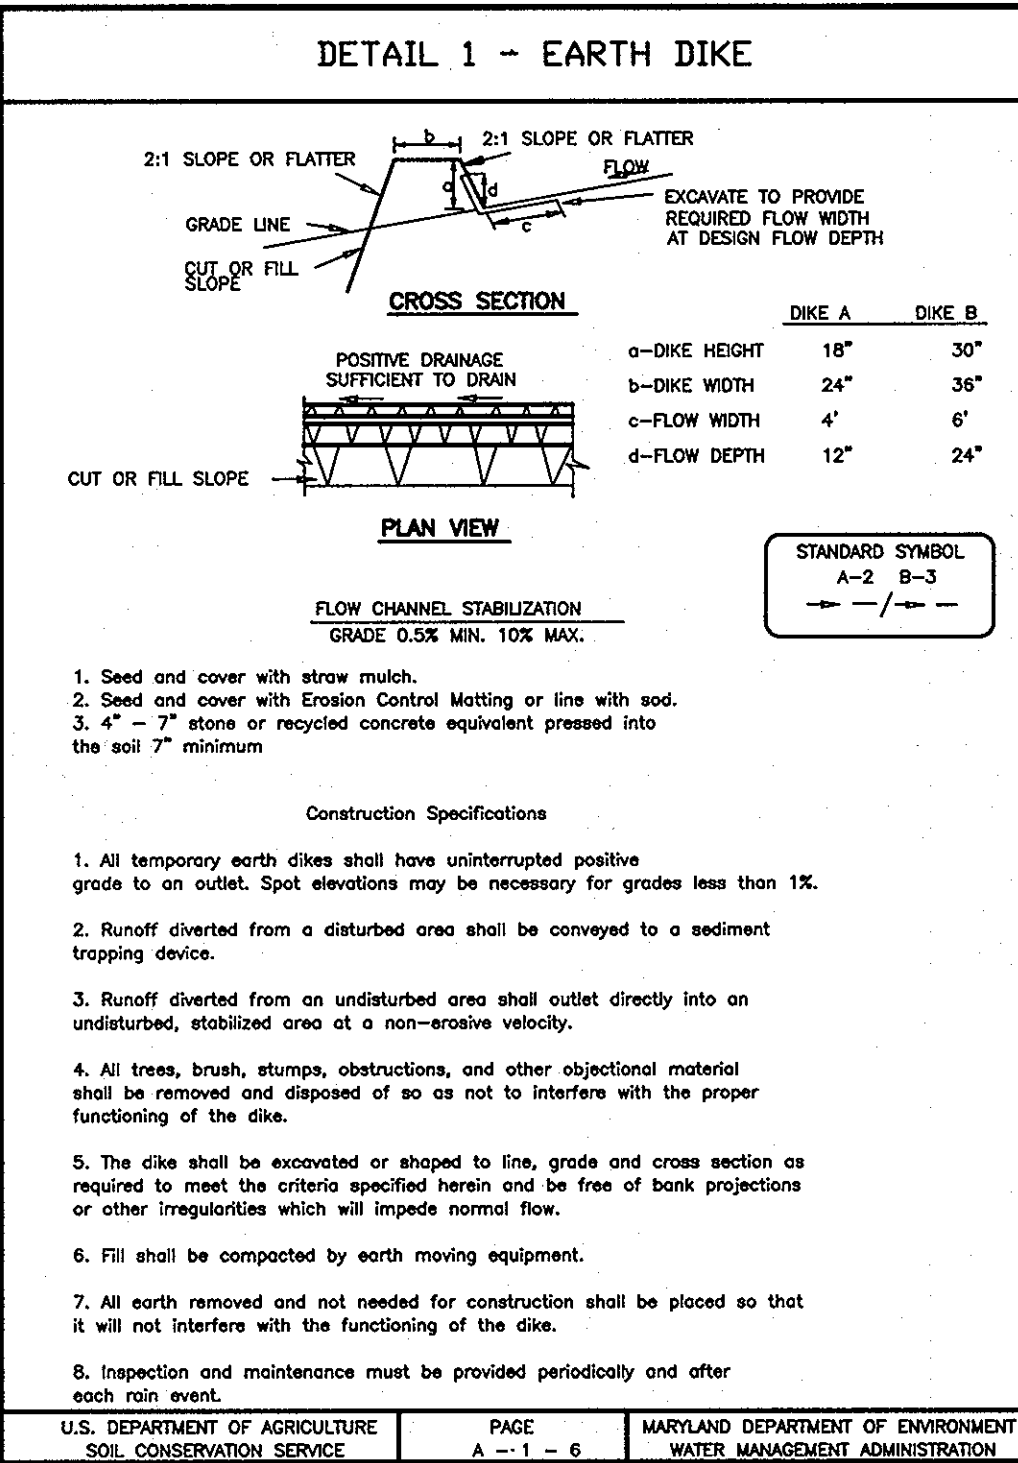 DETAIL 1 - EARTH DIKE
b
2:1 SLOPE OR FLATTER
2:1 SLOPE OR FLATTER
FLOW
a
d
EXCAVATE TO PROVIDE
REQUIRED FLOW WIDTH
AT DESIGN FLOW DEPTH
GRADE LINE
c
CUT OR FILL
SLOPE
CROSS SECTION
DIKE A DIKE B
a-DIKE HEIGHT 18" 30"
b-DIKE WIDTH 24" 36"
c-FLOW WIDTH 4' 6'
d-FLOW DEPTH 12" 24"
POSITIVE DRAINAGE
SUFFICIENT TO DRAIN
CUT OR FILL SLOPE
PLAN VIEW
STANDARD SYMBOL
A-2 B-3
FLOW CHANNEL STABILIZATION
GRADE 0.5% MIN. 10% MAX.
1. Seed and cover with straw mulch.
2. Seed and cover with Erosion Control Matting or line with sod.
3. 4" - 7" stone or recycled concrete equivalent pressed into
the soil 7" minimum
Construction Specifications
1. All temporary earth dikes shall have uninterrupted positive
grade to an outlet. Spot elevations may be necessary for grades less than 1%.
2. Runoff diverted from a disturbed area shall be conveyed to a sediment
trapping device.
3. Runoff diverted from an undisturbed area shall outlet directly into an
undisturbed, stabilized area at a non-erosive velocity.
4. All trees, brush, stumps, obstructions, and other objectional material
shall be removed and disposed of so as not to interfere with the proper
functioning of the dike.
5. The dike shall be excavated or shaped to line, grade and cross section as
required to meet the criteria specified herein and be free of bank projections
or other irregularities which will impede normal flow.
6. Fill shall be compacted by earth moving equipment.
7. All earth removed and not needed for construction shall be placed so that
it will not interfere with the functioning of the dike.
8. Inspection and maintenance must be provided periodically and after
each rain event.
U.S. DEPARTMENT OF AGRICULTURE
SOIL CONSERVATION SERVICE
PAGE
A - 1 - 6
MARYLAND DEPARTMENT OF ENVIRONMENT
WATER MANAGEMENT ADMINISTRATION